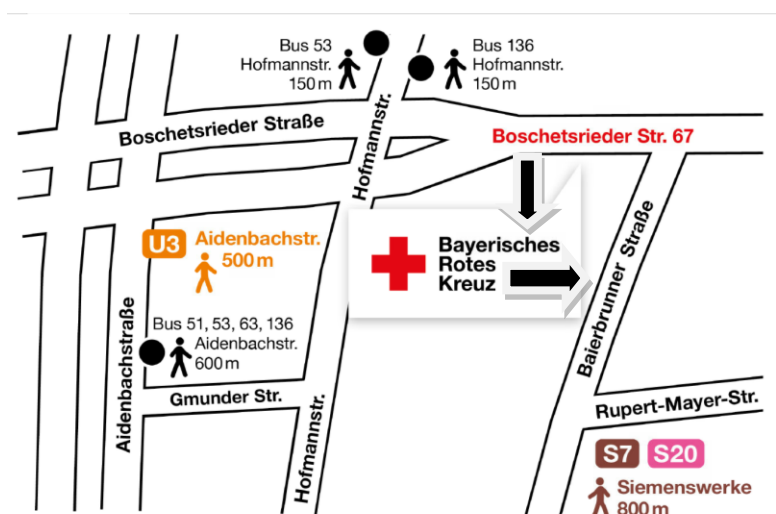 Bus 53
Hofmannstr.
150 m
Bus 136
Hofmannstr.
150 m
Boschetsrieder Straße
Hofmannstr.
Boschetsrieder Str. 67
U3
Aidenbachstr.
500 m
Bayerisches
Rotes
Kreuz
Baierbrunner Straße
Aidenbachstraße
Bus 51, 53, 63, 136
Aidenbachstr.
600 m
Gmunder Str.
Hofmannstr.
Rupert-Mayer-Str.
S7 S20
Siemenswerke
800 m